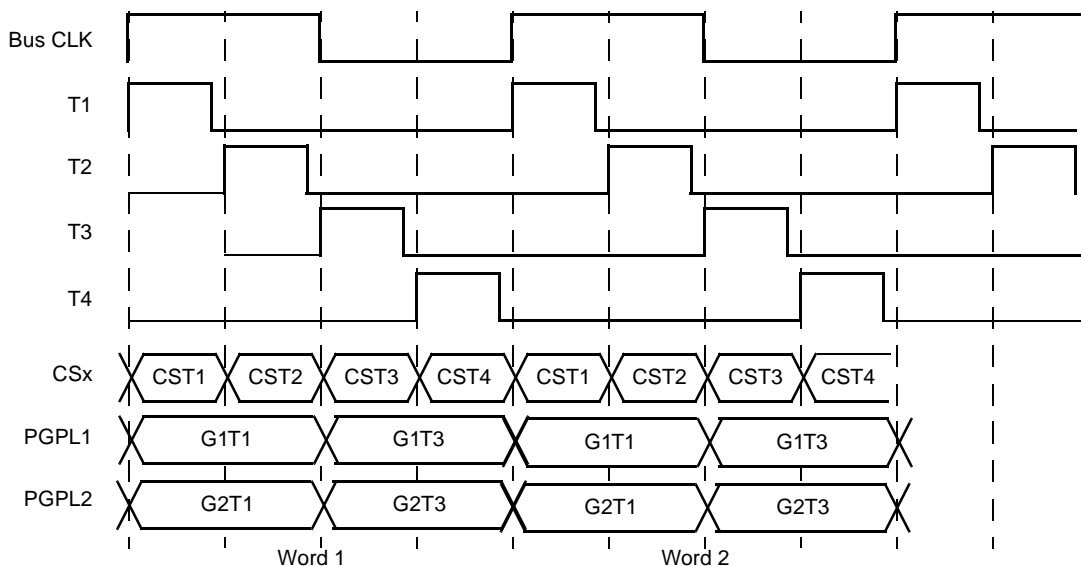 Bus CLK
T1
T2
T3
T4
CSx CST1 CST2 CST3 CST4 CST1 CST2 CST3 CST4
PGPL1 G1T1 G1T3 G1T1 G1T3
PGPL2 G2T1 G2T3 G2T1 G2T3
Word 1 Word 2